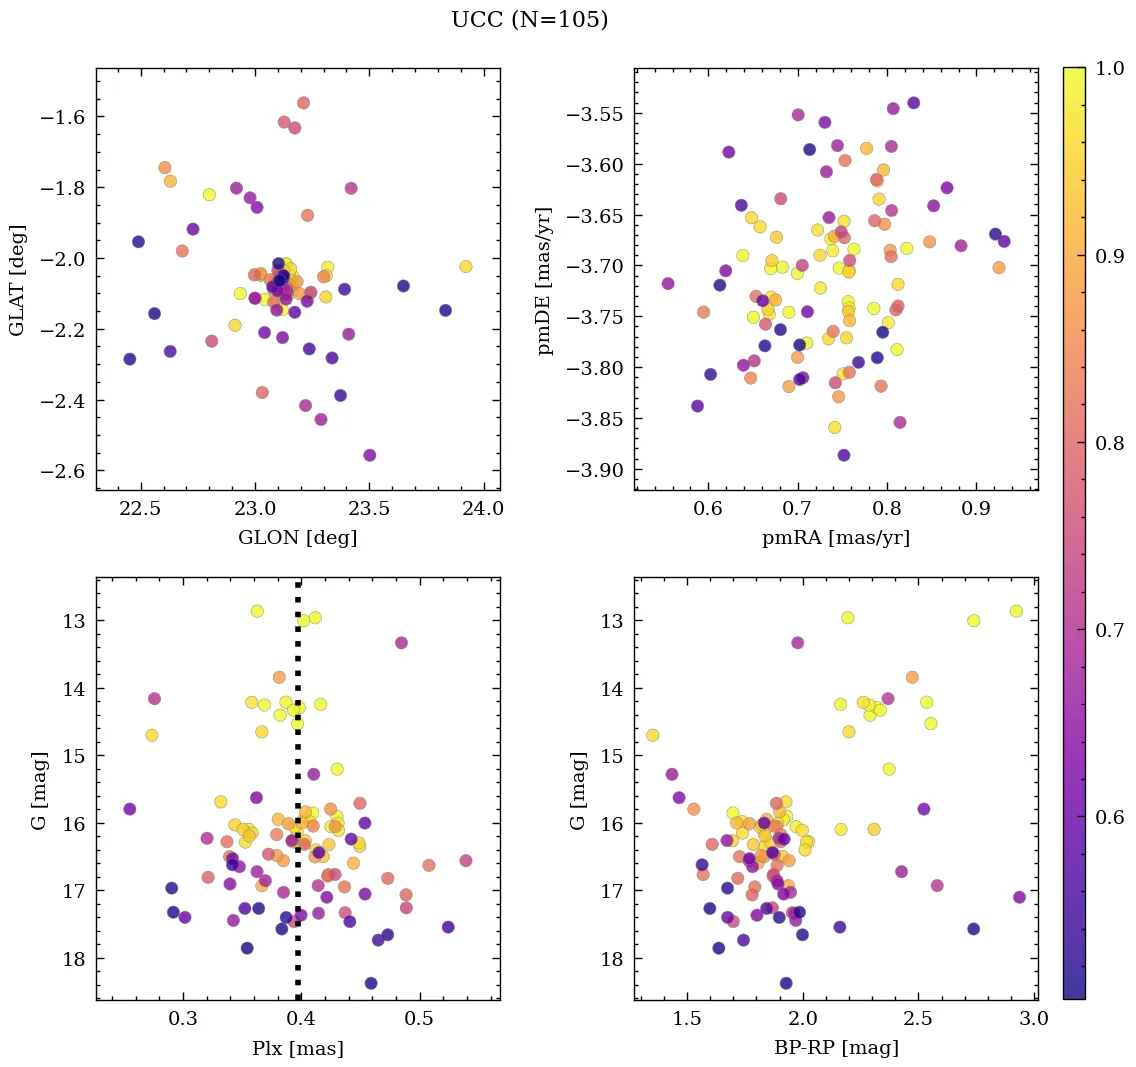 UCC (N=105)
−1.6
−1.8
−2.0
−2.2
−2.4
−2.6
GLAT [deg]
22.5 23.0 23.5 24.0
GLON [deg]
−3.55
−3.60
−3.65
−3.70
−3.75
−3.80
−3.85
−3.90
pmDE [mas/yr]
0.6 0.7 0.8 0.9
pmRA [mas/yr]
13
14
15
16
17
18
G [mag]
0.3 0.4 0.5
Plx [mas]
13
14
15
16
17
18
G [mag]
1.5 2.0 2.5 3.0
BP-RP [mag]
1.0
0.9
0.8
0.7
0.6